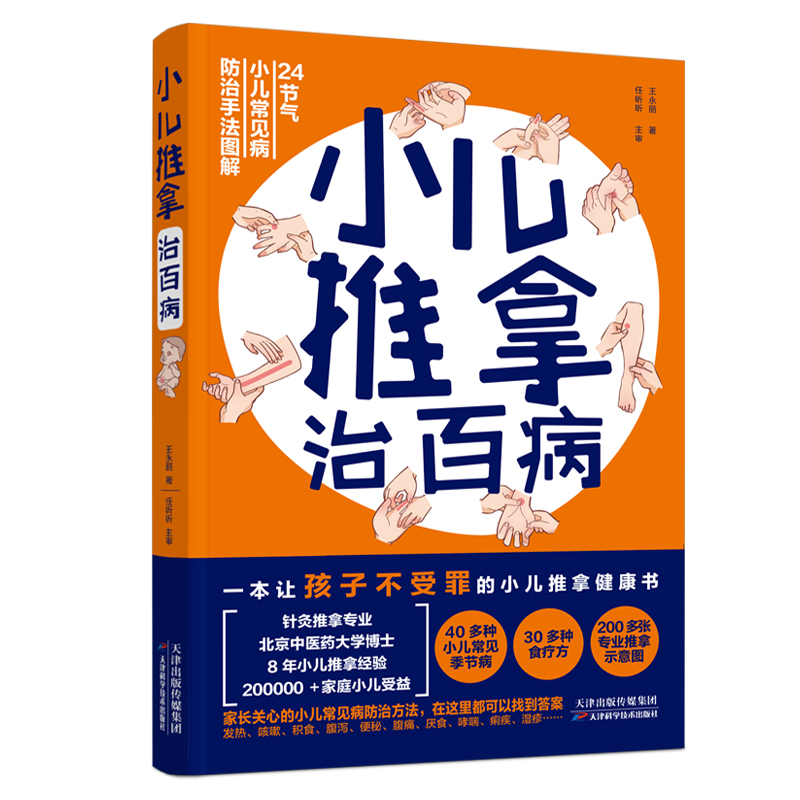 小儿推拿
治百病
王永丽 著
任昕昕 主审
天津出版传媒集团
天津科学技术出版社
24节气
小儿常见病
防治手法图解
王永丽 著
任昕昕 主审
小儿
推拿
治百病
一本让孩子不受罪的小儿推拿健康书
针灸推拿专业
北京中医药大学博士
8年小儿推拿经验
200000+家庭小儿受益
40多种
小儿常见
季节病
30多种
食疗方
200多张
专业推拿
示意图
家长关心的小儿常见病防治方法，在这里都可以找到答案
发热、咳嗽、积食、腹泻、便秘、腹痛、厌食、哮喘、痢疾、湿疹……
天津出版传媒集团
天津科学技术出版社